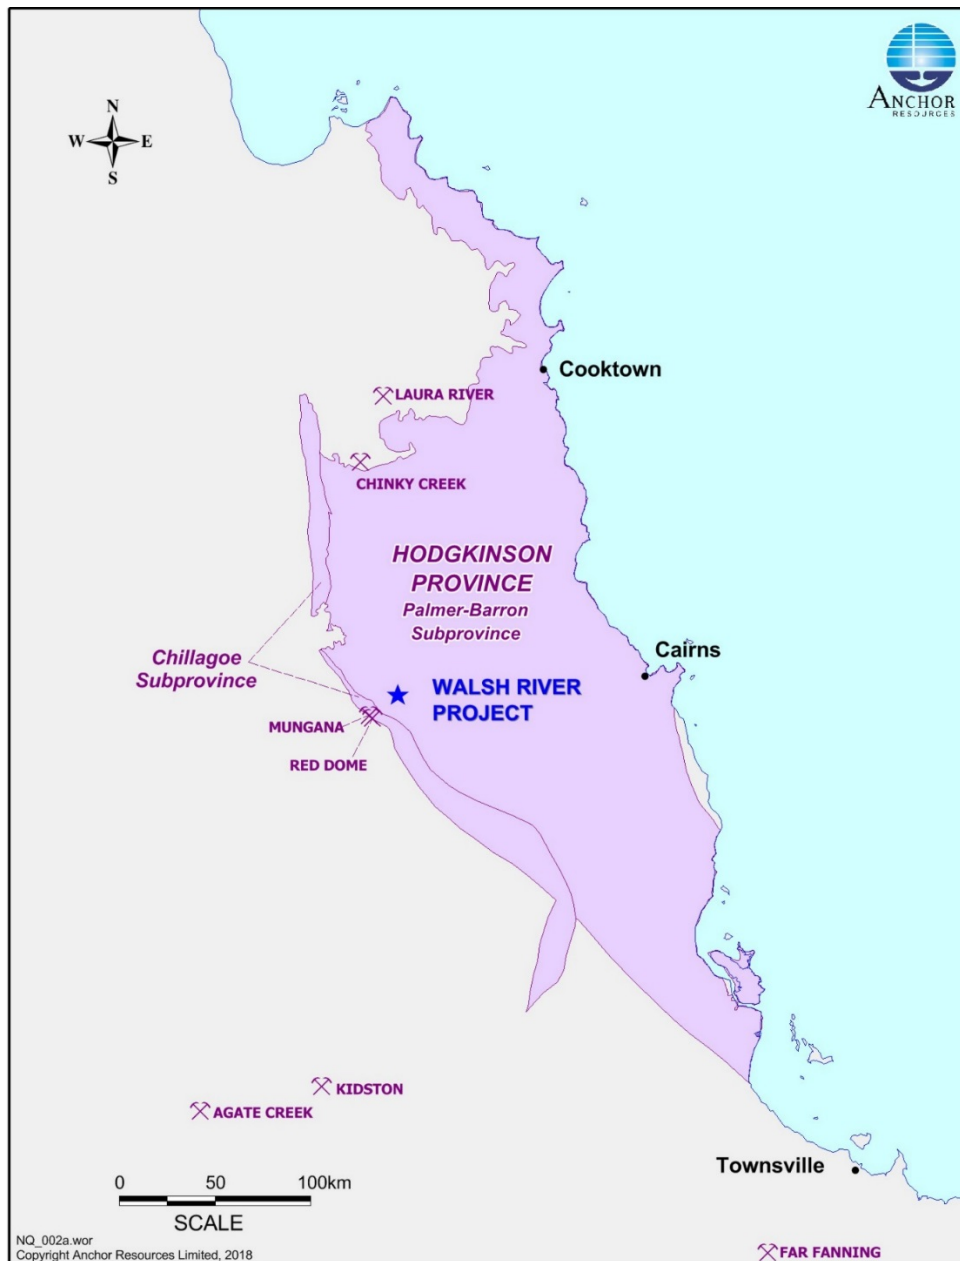 ANCHOR
RESOURCES
N
W E
S
Cooktown
LAURA RIVER
CHINKY CREEK
HODGKINSON
PROVINCE
Palmer-Barron
Subprovince
Cairns
Chillagoe
Subprovince
WALSH RIVER
PROJECT
MUNGANA
RED DOME
KIDSTON
AGATE CREEK
Townsville
0 50 100km
SCALE
NQ_002a.wor
Copyright Anchor Resources Limited, 2018
FAR FANNING